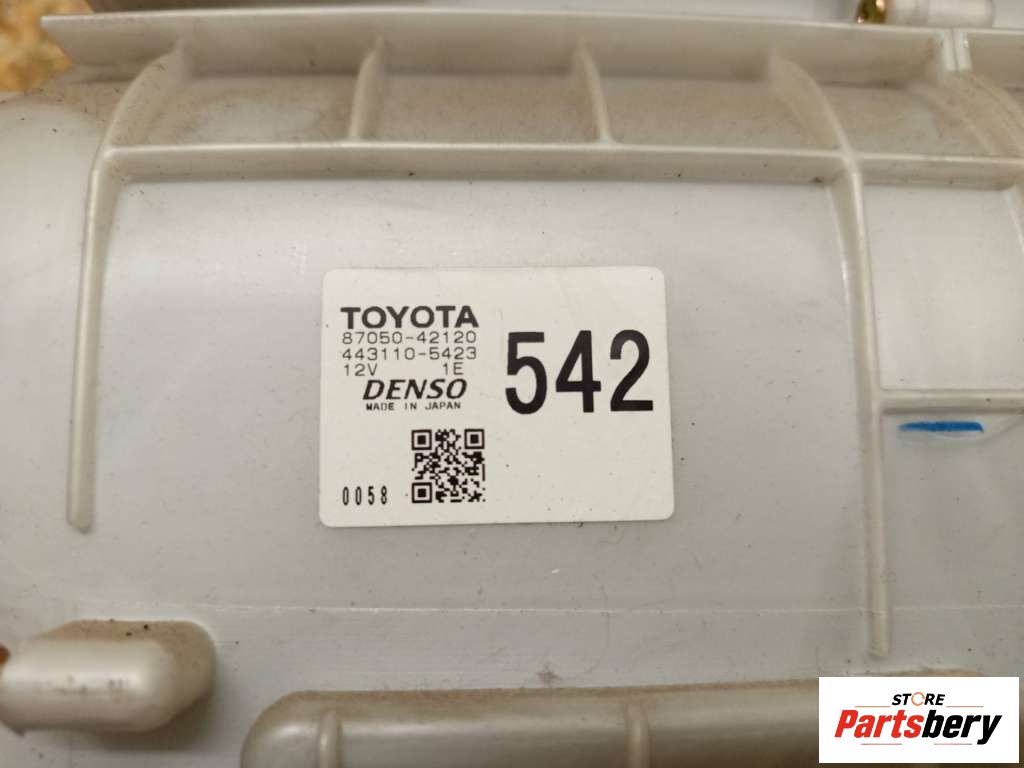 TOYOTA
87050-42120
443110-5423
12V 1E
DENSO
MADE IN JAPAN
542
0058
STORE
Partsbery